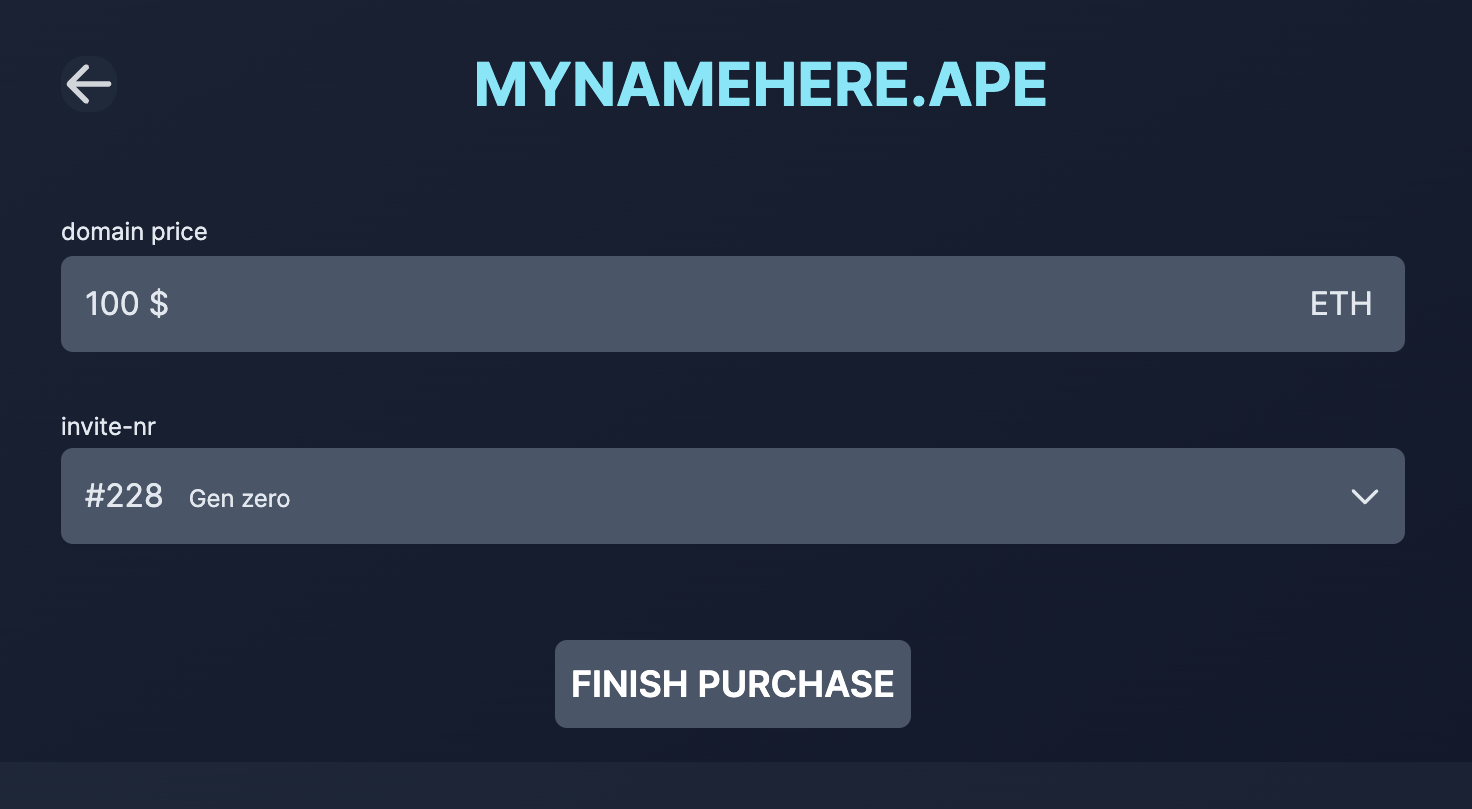 MYNAMEHERE.APE
domain price
100 $ ETH
invite-nr
#228 Gen zero
FINISH PURCHASE